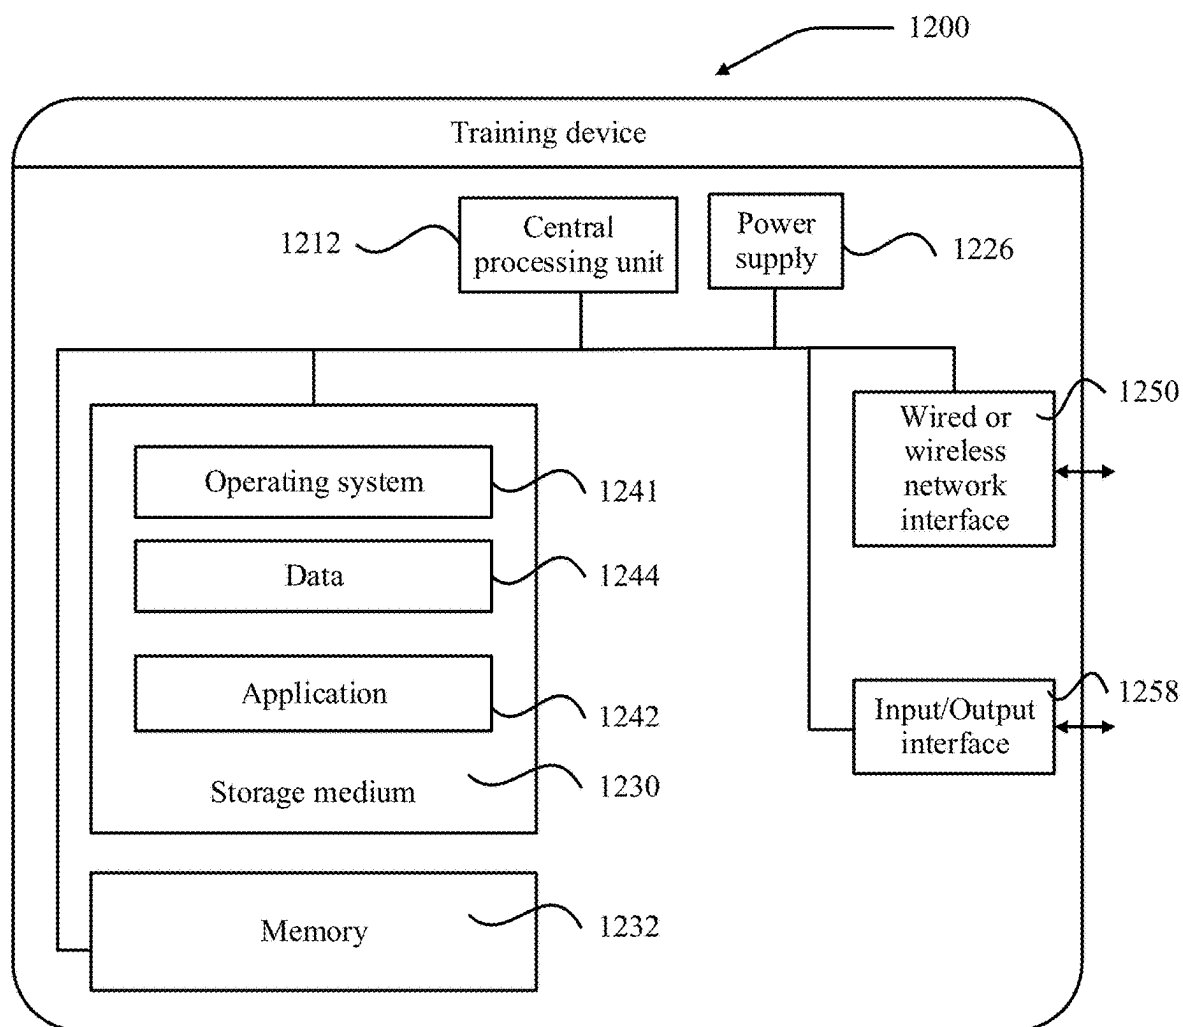 1200
Training device
1212
Central
processing unit
Power
supply
1226
Operating system
1241
Data
1244
Application
1242
Storage medium
1230
Memory
1232
Wired or
wireless
network
interface
1250
Input/Output
interface
1258